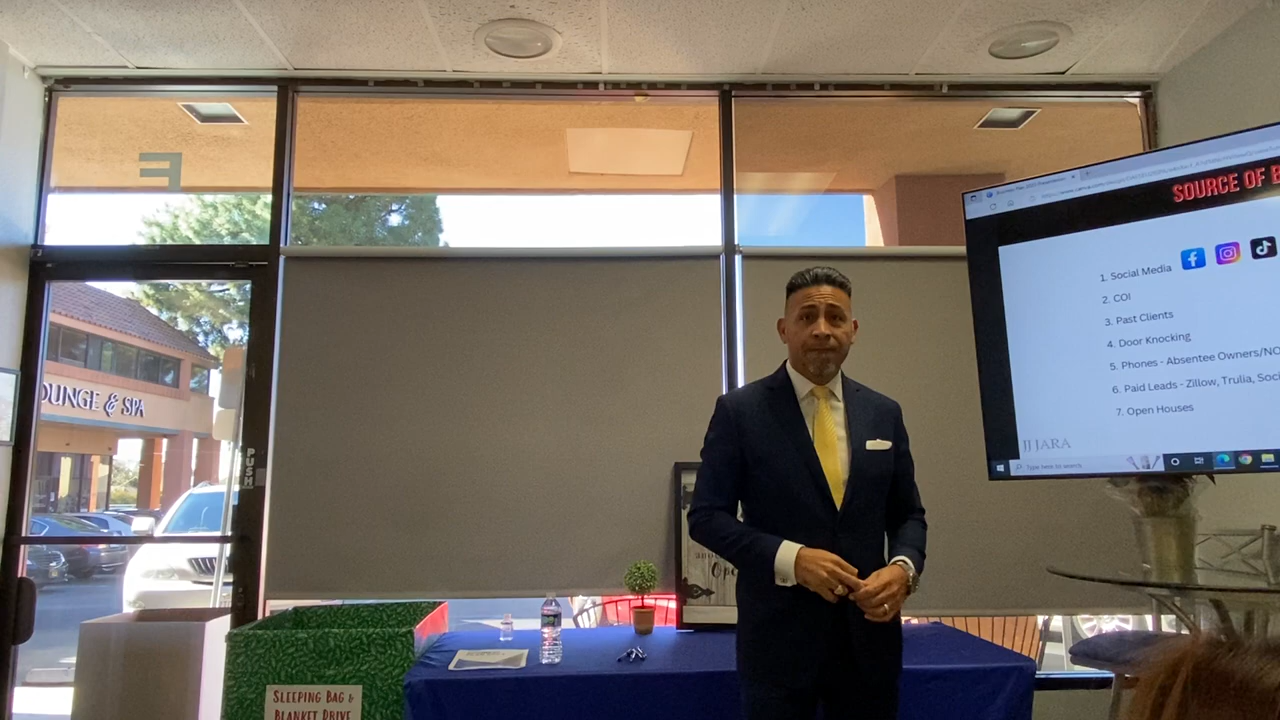 SOURCE OF
1. Social Media
2. COI
3. Past Clients
4. Door Knocking
5. Phones - Absentee Owners/NO
6. Paid Leads - Zillow, Trulia, Soci
7. Open Houses
JJ JARA
Type here to search
OUNGE & SPA
PUSH
SLEEPING BAG &
BLANKET DRIVE
Ope